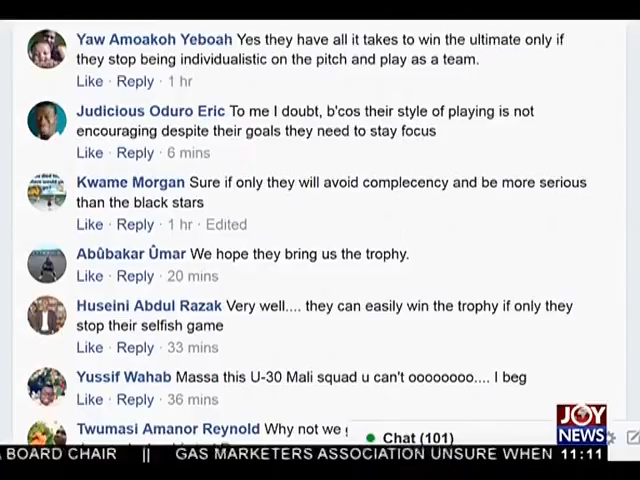 Yaw Amoakoh Yeboah Yes they have all it takes to win the ultimate only if
they stop being individualistic on the pitch and play as a team.
Like · Reply · 1 hr
Judicious Oduro Eric To me I doubt, b'cos their style of playing is not
encouraging despite their goals they need to stay focus
Like · Reply · 6 mins
Kwame Morgan Sure if only they will avoid complecency and be more serious
than the black stars
Like · Reply · 1 hr · Edited
Abûbakar Ûmar We hope they bring us the trophy.
Like · Reply · 20 mins
Huseini Abdul Razak Very well.... they can easily win the trophy if only they
stop their selfish game
Like · Reply · 33 mins
Yussif Wahab Massa this U-30 Mali squad u can't oooooooo.... I beg
Like · Reply · 36 mins
Twumasi Amanor Reynold Why not we
Chat (101)
JOY
NEWS
BOARD CHAIR || GAS MARKETERS ASSOCIATION UNSURE WHEN 11:11